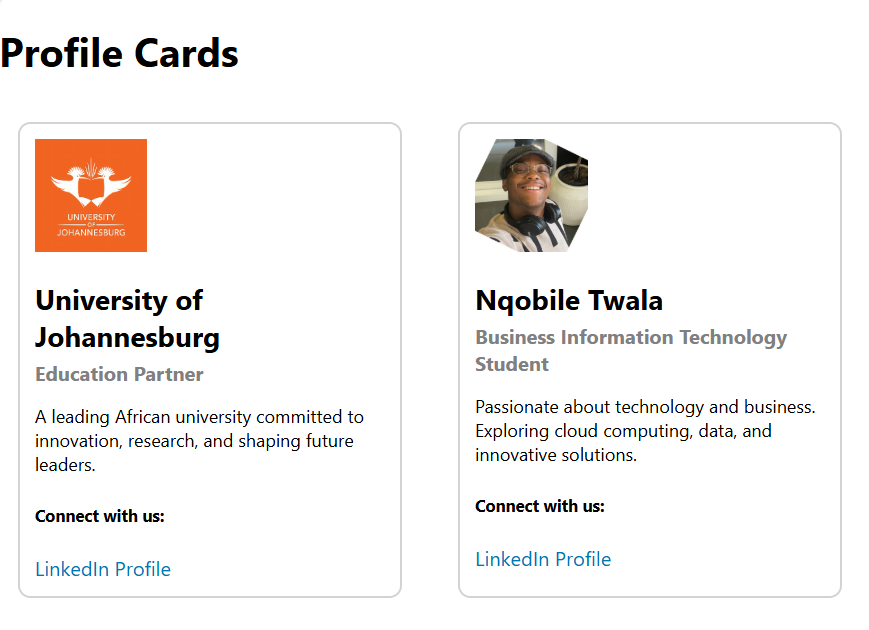 Profile Cards
UNIVERSITY
OF
JOHANNESBURG
University of
Johannesburg
Education Partner
A leading African university committed to
innovation, research, and shaping future
leaders.
Connect with us:
LinkedIn Profile
Nqobile Twala
Business Information Technology
Student
Passionate about technology and business.
Exploring cloud computing, data, and
innovative solutions.
Connect with us:
LinkedIn Profile